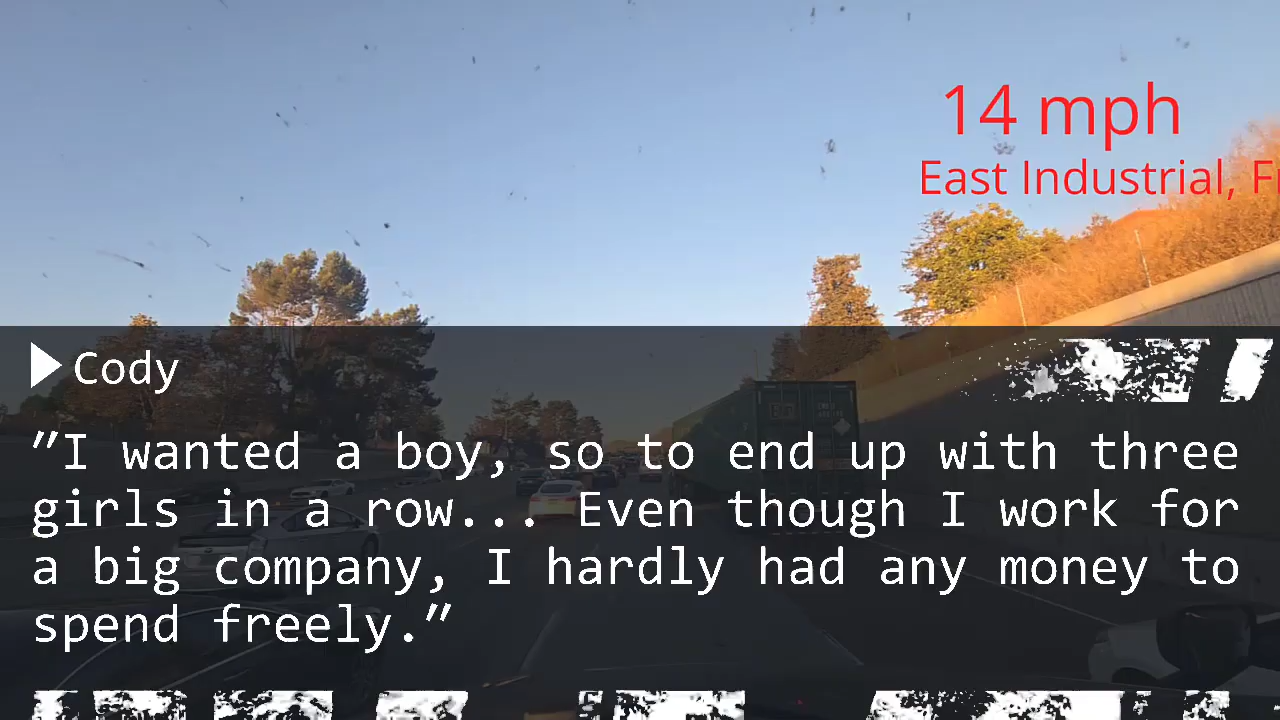 14 mph
East Industrial, Fr
Cody
"I wanted a boy, so to end up with three
girls in a row... Even though I work for
a big company, I hardly had any money to
spend freely."